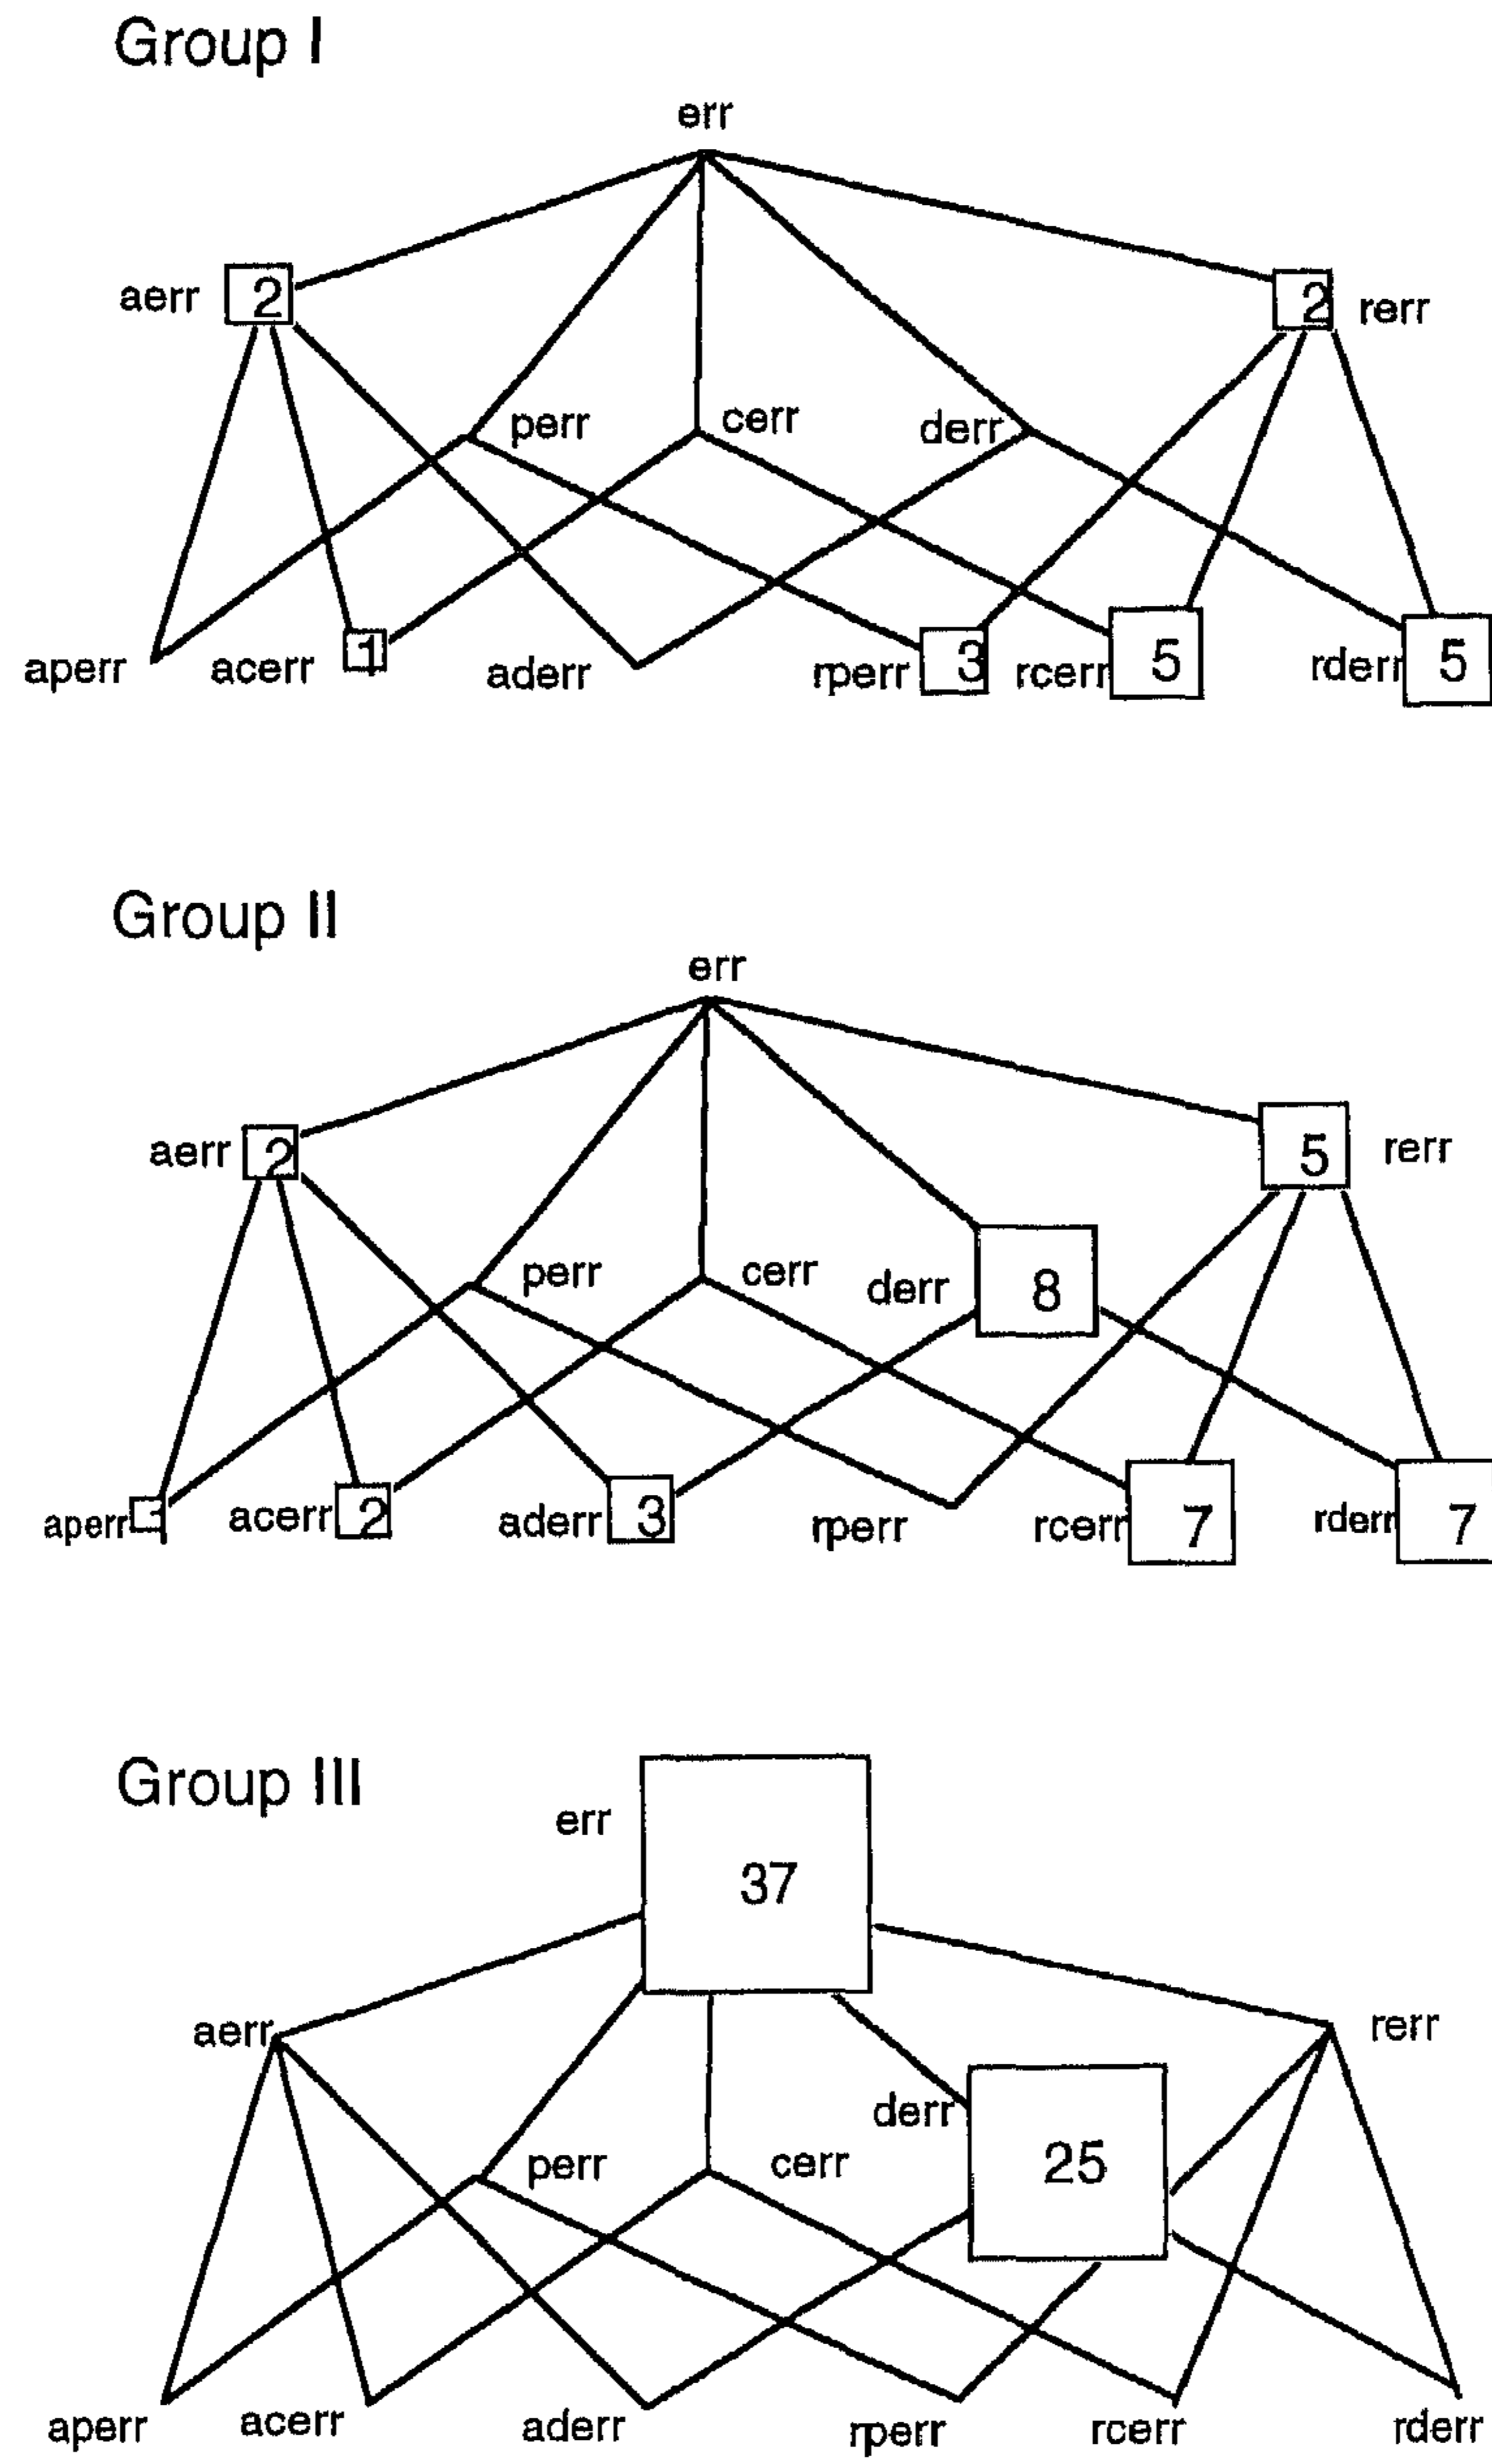 Group I
err
aerr 2
2 rerr
perr cerr derr
aperr acerr 1 aderr rperr 3 rcerr 5 rderr 5
Group II
err
aerr 2
5 rerr
perr cerr derr 8
aperr acerr 2 aderr 3 rperr rcerr 7 rderr 7
Group III
err 37
aerr rerr
derr 25
perr cerr
aperr acerr aderr rperr rcerr rderr